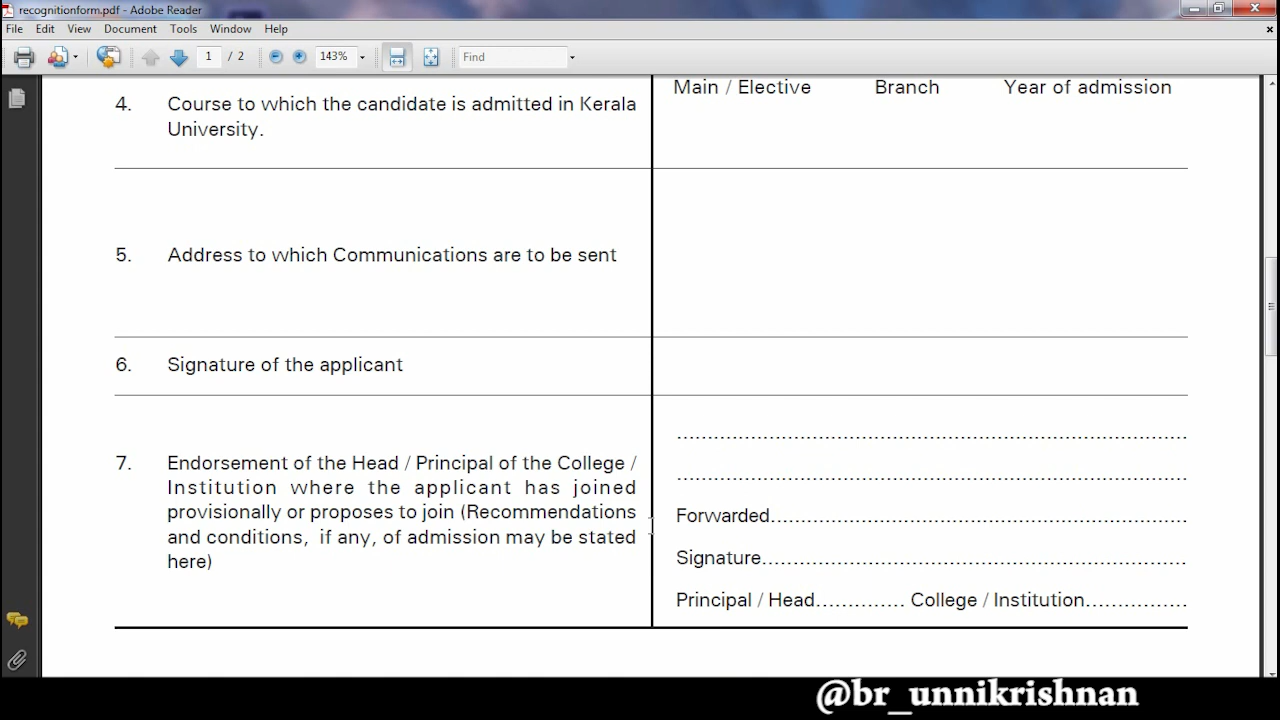 recognitionform.pdf - Adobe Reader
File Edit View Document Tools Window Help
1 / 2 143% Find
Main / Elective Branch Year of admission
4. Course to which the candidate is admitted in Kerala
University.
5. Address to which Communications are to be sent
6. Signature of the applicant
7. Endorsement of the Head / Principal of the College /
Institution where the applicant has joined
provisionally or proposes to join (Recommendations
and conditions, if any, of admission may be stated
here)
....................................................................................
....................................................................................
Forwarded....................................................................
Signature......................................................................
Principal / Head.............. College / Institution.................
@br_unnikrishnan